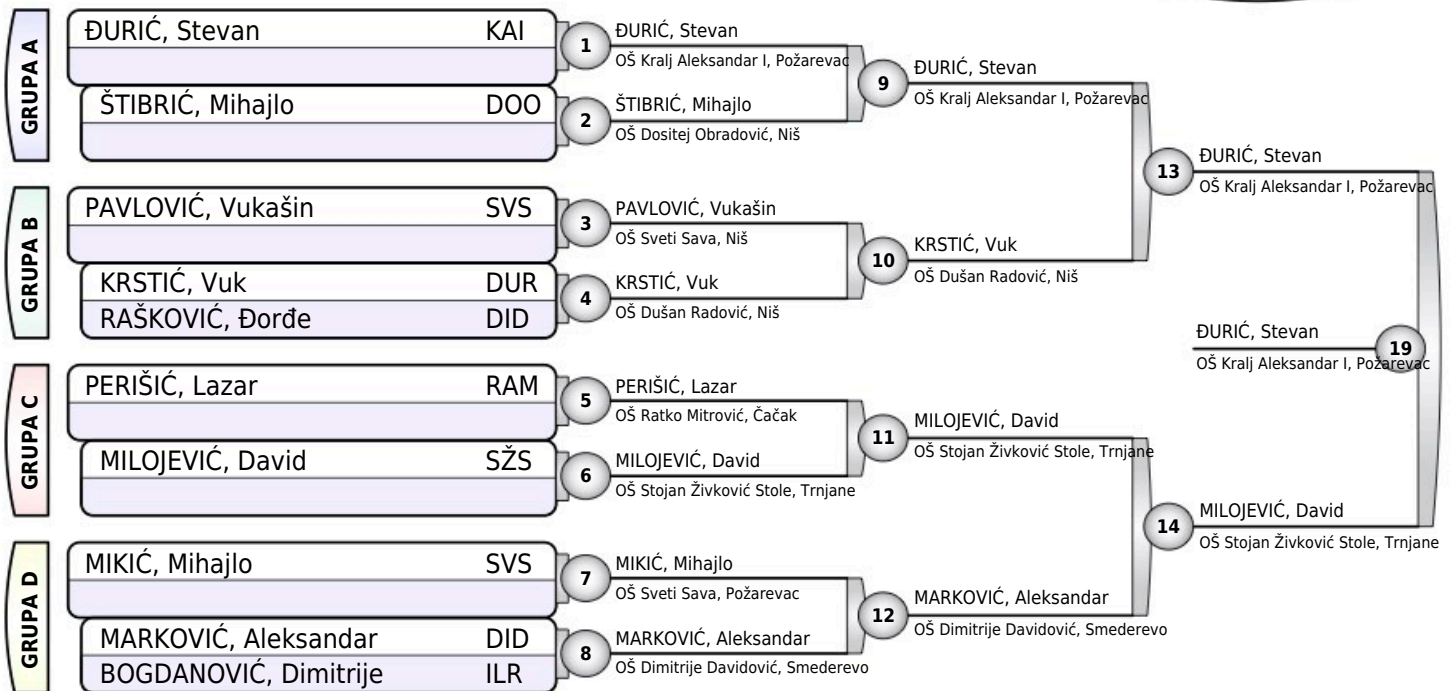 GRUPA A
ĐURIĆ, Stevan KAI
ŠTIBRIĆ, Mihajlo DOO
GRUPA B
PAVLOVIĆ, Vukašin SVS
KRSTIĆ, Vuk DUR
RAŠKOVIĆ, Đorđe DID
GRUPA C
PERIŠIĆ, Lazar RAM
MILOJEVIĆ, David SŽS
GRUPA D
MIKIĆ, Mihajlo SVS
MARKOVIĆ, Aleksandar DID
BOGDANOVIĆ, Dimitrije ILR
1
ĐURIĆ, Stevan
OŠ Kralj Aleksandar I, Požarevac
2
ŠTIBRIĆ, Mihajlo
OŠ Dositej Obradović, Niš
3
PAVLOVIĆ, Vukašin
OŠ Sveti Sava, Niš
4
KRSTIĆ, Vuk
OŠ Dušan Radović, Niš
5
PERIŠIĆ, Lazar
OŠ Ratko Mitrović, Čačak
6
MILOJEVIĆ, David
OŠ Stojan Živković Stole, Trnjane
7
MIKIĆ, Mihajlo
OŠ Sveti Sava, Požarevac
8
MARKOVIĆ, Aleksandar
OŠ Dimitrije Davidović, Smederevo
9
ĐURIĆ, Stevan
OŠ Kralj Aleksandar I, Požarevac
10
KRSTIĆ, Vuk
OŠ Dušan Radović, Niš
11
MILOJEVIĆ, David
OŠ Stojan Živković Stole, Trnjane
12
MARKOVIĆ, Aleksandar
OŠ Dimitrije Davidović, Smederevo
13
ĐURIĆ, Stevan
OŠ Kralj Aleksandar I, Požarevac
14
MILOJEVIĆ, David
OŠ Stojan Živković Stole, Trnjane
ĐURIĆ, Stevan
19
OŠ Kralj Aleksandar I, Požarevac